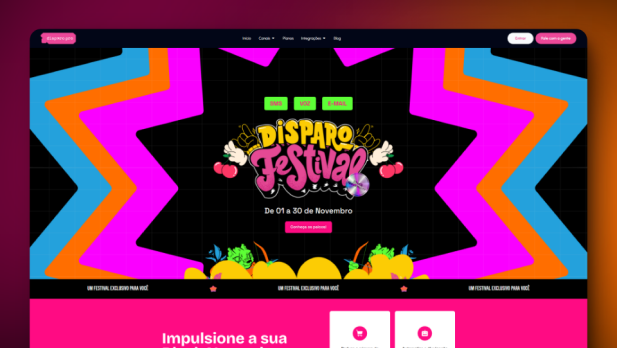 disparo.pro
Início Canais Planos Integrações Blog
Entrar Fale com a gente
SMS VOZ E-MAIL
DISPARO
FESTIVAL
De 01 a 30 de Novembro
Conheça os palcos
UM FESTIVAL EXCLUSIVO PARA VOCÊ UM FESTIVAL EXCLUSIVO PARA VOCÊ UM FESTIVAL EXCLUSIVO PARA VOCÊ
Impulsione a sua